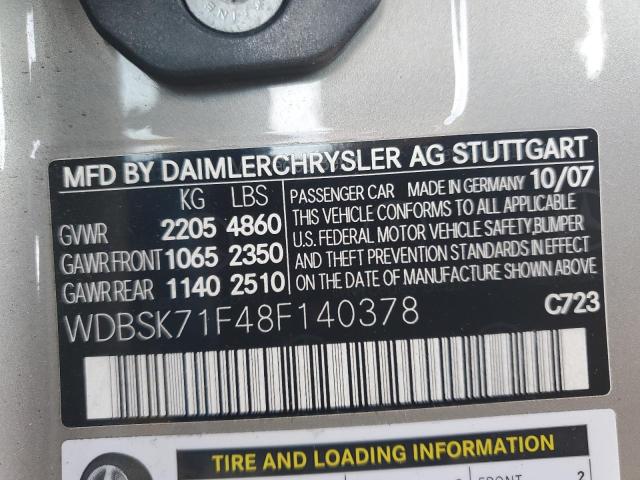 MFD BY DAIMLERCHRYSLER AG STUTTGART
KG LBS
GVWR 2205 4860
GAWR FRONT 1065 2350
GAWR REAR 1140 2510
PASSENGER CAR MADE IN GERMANY 10/07
THIS VEHICLE CONFORMS TO ALL APPLICABLE
U.S. FEDERAL MOTOR VEHICLE SAFETY,BUMPER
AND THEFT PREVENTION STANDARDS IN EFFECT
ON THE DATE OF MANUFACTURE SHOWN ABOVE
WDBSK71F48F140378
C723
TIRE AND LOADING INFORMATION